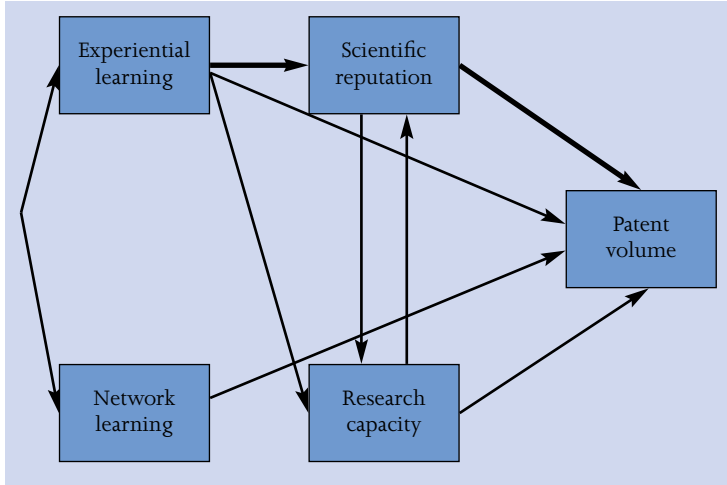 Experiential
learning
Scientific
reputation
Patent
volume
Network
learning
Research
capacity